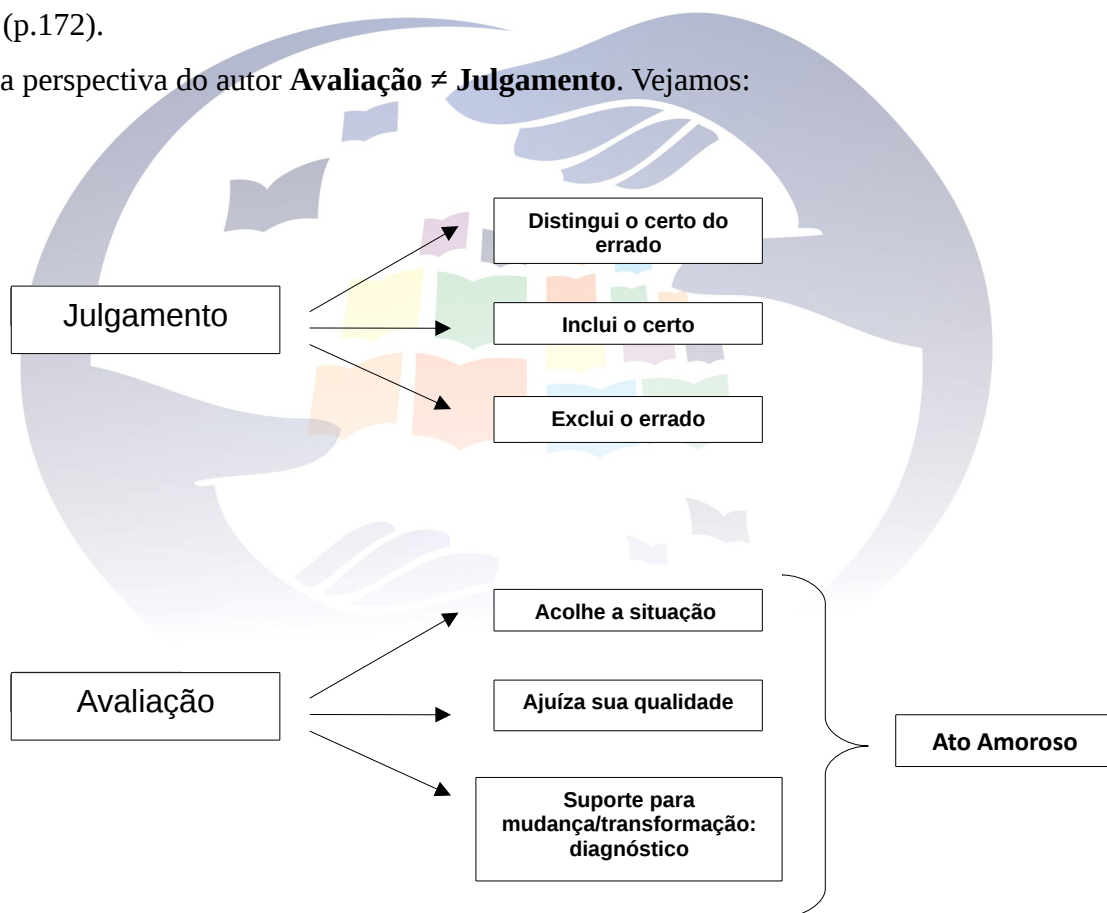 (p.172).
a perspectiva do autor Avaliação ≠ Julgamento. Vejamos:
Distingui o certo do
errado
Julgamento
Inclui o certo
Exclui o errado
Acolhe a situação
Avaliação
Ajuíza sua qualidade
Ato Amoroso
Suporte para
mudança/transformação:
diagnóstico